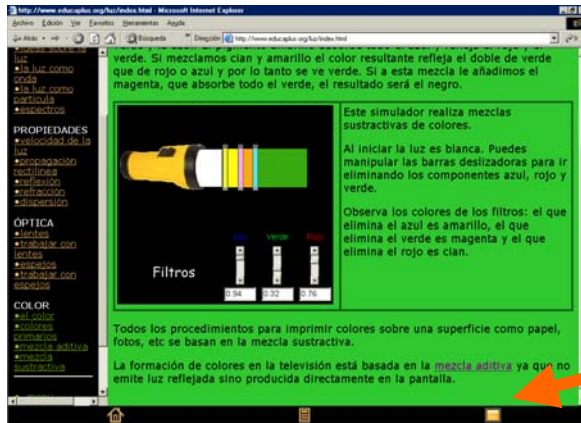 http://www.educaplus.org/luz/index.html - Microsoft Internet Explorer
Archivo Edición Ver Favoritos Herramientas Ayuda
Atrás
Búsqueda
Dirección http://www.educaplus.org/luz/index.html
luz
•la luz como
onda
•la luz como
partícula
•espectros
PROPIEDADES
•velocidad de la
luz
•propagación
rectilínea
•reflexión
•refracción
•dispersión
ÓPTICA
•lentes
•trabajar con
lentes
•espejos
•trabajar con
espejos
COLOR
•el color
•colores
primarios
•mezcla aditiva
•mezcla
sustractiva
verde. Si mezclamos cian y amarillo el color resultante refleja el doble de verde
que de rojo o azul y por lo tanto se ve verde. Si a esta mezcla le añadimos el
magenta, que absorbe todo el verde, el resultado será el negro.
Filtros
Azul Verde Rojo
0.94 0.32 0.76
Este simulador realiza mezclas
sustractivas de colores.
Al iniciar la luz es blanca. Puedes
manipular las barras deslizadoras para ir
eliminando los componentes azul, rojo y
verde.
Observa los colores de los filtros: el que
elimina el azul es amarillo, el que
elimina el verde es magenta y el que
elimina el rojo es cian.
Todos los procedimientos para imprimir colores sobre una superficie como papel,
fotos, etc se basan en la mezcla sustractiva.
La formación de colores en la televisión está basada en la mezcla aditiva ya que no
emite luz reflejada sino producida directamente en la pantalla.